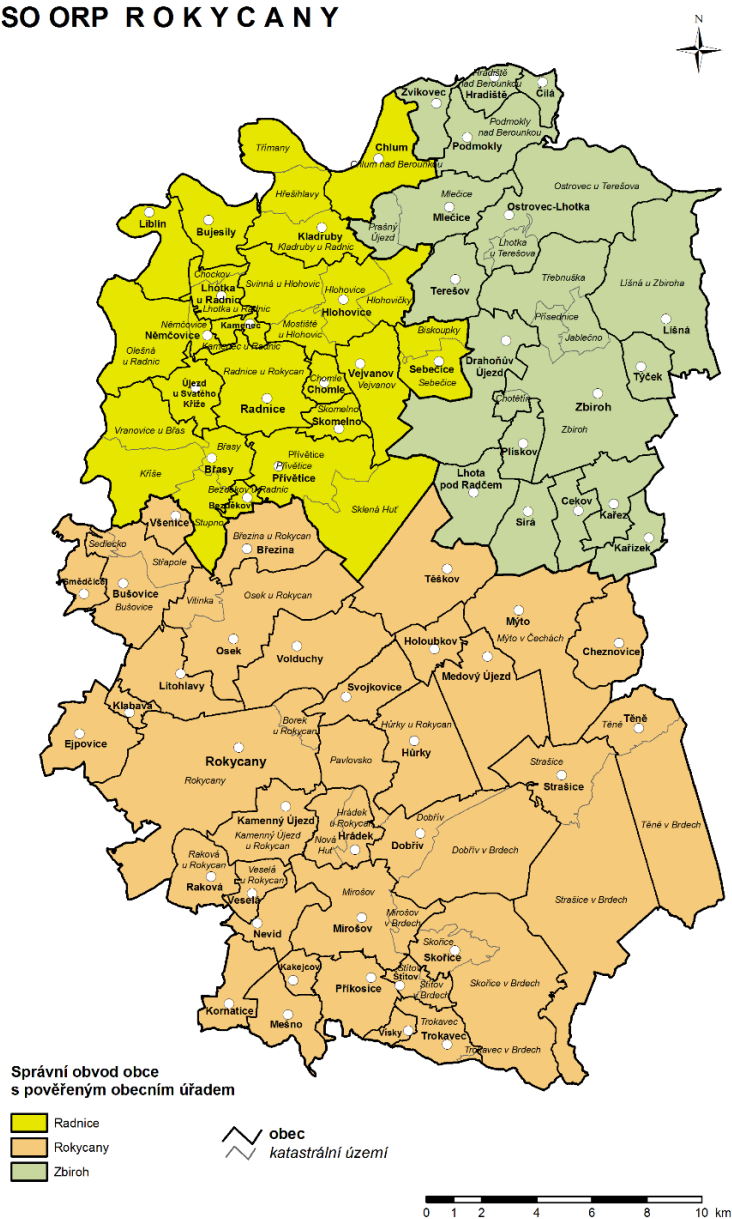 SO ORP R O K Y C A N Y
N
Hradiště
nad Berounkou
Hradiště
Čilá
Zvíkovec
Podmokly
nad Berounkou
Podmokly
Třímany
Chlum
Chlum nad Berounkou
Hřešihlavy
Mlečice
Mlečice
Ostrovec u Terešova
Ostrovec-Lhotka
Liblín
Bujesily
Kladruby
Kladruby u Radnic
Prašný
Újezd
Lhotka
u Terešova
Chockov
Svinná u Hlohovic
Hlohovice
Hlohovičky
Hlohovice
Terešov
Třebnuška
Líšná u Zbiroha
Líšná
Lhotka
u Radnic
Lhotka u Radnic
Přísednice
Jablečno
Němčovice
Němčovice
Kamenec
Kamenec u Radnic
Mostiště
u Hlohovic
Biskoupky
Sebečice
Sebečice
Drahoňův
Újezd
Olešná
u Radnic
Vejvanov
Vejvanov
Týček
Újezd
u Svatého
Kříže
Radnice u Rokycan
Radnice
Chomle
Chomle
Skomelno
Skomelno
Chotětín
Zbiroh
Zbiroh
Vranovice u Břas
Břasy
Břasy
Plískov
Kříše
Přívětice
Přívětice
Přívětice
Lhota
pod Radčem
Bezděkov u Radnic
Bezděkov
Stupno
Sklená Huť
Sirá
Cekov
Kařez
Kařízek
Všenice
Sedlecko
Střapole
Březina u Rokycan
Březina
Smědčice
Bušovice
Bušovice
Vitinka
Osek u Rokycan
Osek
Těškov
Mýto
Mýto v Čechách
Cheznovice
Holoubkov
Volduchy
Medový Újezd
Litohlavy
Svojkovice
Klabava
Ejpovice
Borek
u Rokycan
Hůrky u Rokycan
Hůrky
Těně
Těně
Rokycany
Rokycany
Pavlovsko
Strašice
Strašice
Kamenný Újezd
Kamenný Újezd
u Rokycan
Hrádek
u Rokycan
Hrádek
Nová
Huť
Dobřív
Dobřív
Dobřív v Brdech
Těně v Brdech
Raková
u Rokycan
Raková
Veselá
u Rokycan
Veselá
Mirošov
Mirošov
Mirošov
v Brdech
Strašice v Brdech
Nevid
Skořice
Skořice
Skořice v Brdech
Kakejcov
Příkosice
Štítov
Štítov
Štítov
v Brdech
Kornatice
Mešno
Vísky
Trokavec
Trokavec
Trokavec v Brdech
Správní obvod obce
s pověřeným obecním úřadem
Radnice
Rokycany
Zbiroh
obec
katastrální území
0 1 2 4 6 8 10 km